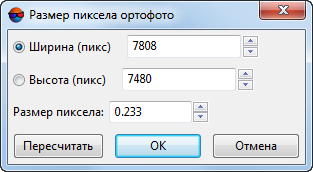 Размер пиксела ортофото
Ширина (пикс) 7808
Высота (пикс) 7480
Размер пиксела: 0.233
Пересчитать OK Отмена